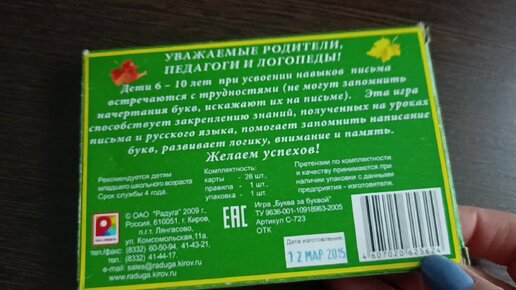 УВАЖАЕМЫЕ РОДИТЕЛИ,
ПЕДАГОГИ И ЛОГОПЕДЫ!
Дети 6 – 10 лет при усвоении навыков письма
встречаются с трудностями (не могут запомнить
начертания букв, искажают их на письме). Эта игра
способствует закреплению знаний, полученных на уроках
письма и русского языка, помогает запомнить написание
букв, развивает логику, внимание и память.
Желаем успехов!
Рекомендуется детям
младшего школьного возраста
Срок службы 4 года.
Комплектность:
карты - 26 шт.
правила - 1 шт.
упаковка - 1 шт.
Претензии по комплектности
и качеству принимаются при
наличии упаковки с данными
предприятия - изготовителя.
© ОАО "Радуга" 2009 г.,
Россия, 610051, г. Киров,
п.г.т. Лянгасово,
ул. Комсомольская, 11а
тел./факс: (8332) 60-50-94, 41-43-21,
тел.: (8332) 41-44-17
e-mail: sales@raduga.kirov.ru
www.raduga.kirov.ru
ЕАС
Игра „Буква за буквой"
ТУ 9636-001-10918963-2005
Артикул С-723
ОТК
Дата изготовления
12 МАР 2015
4607020625624